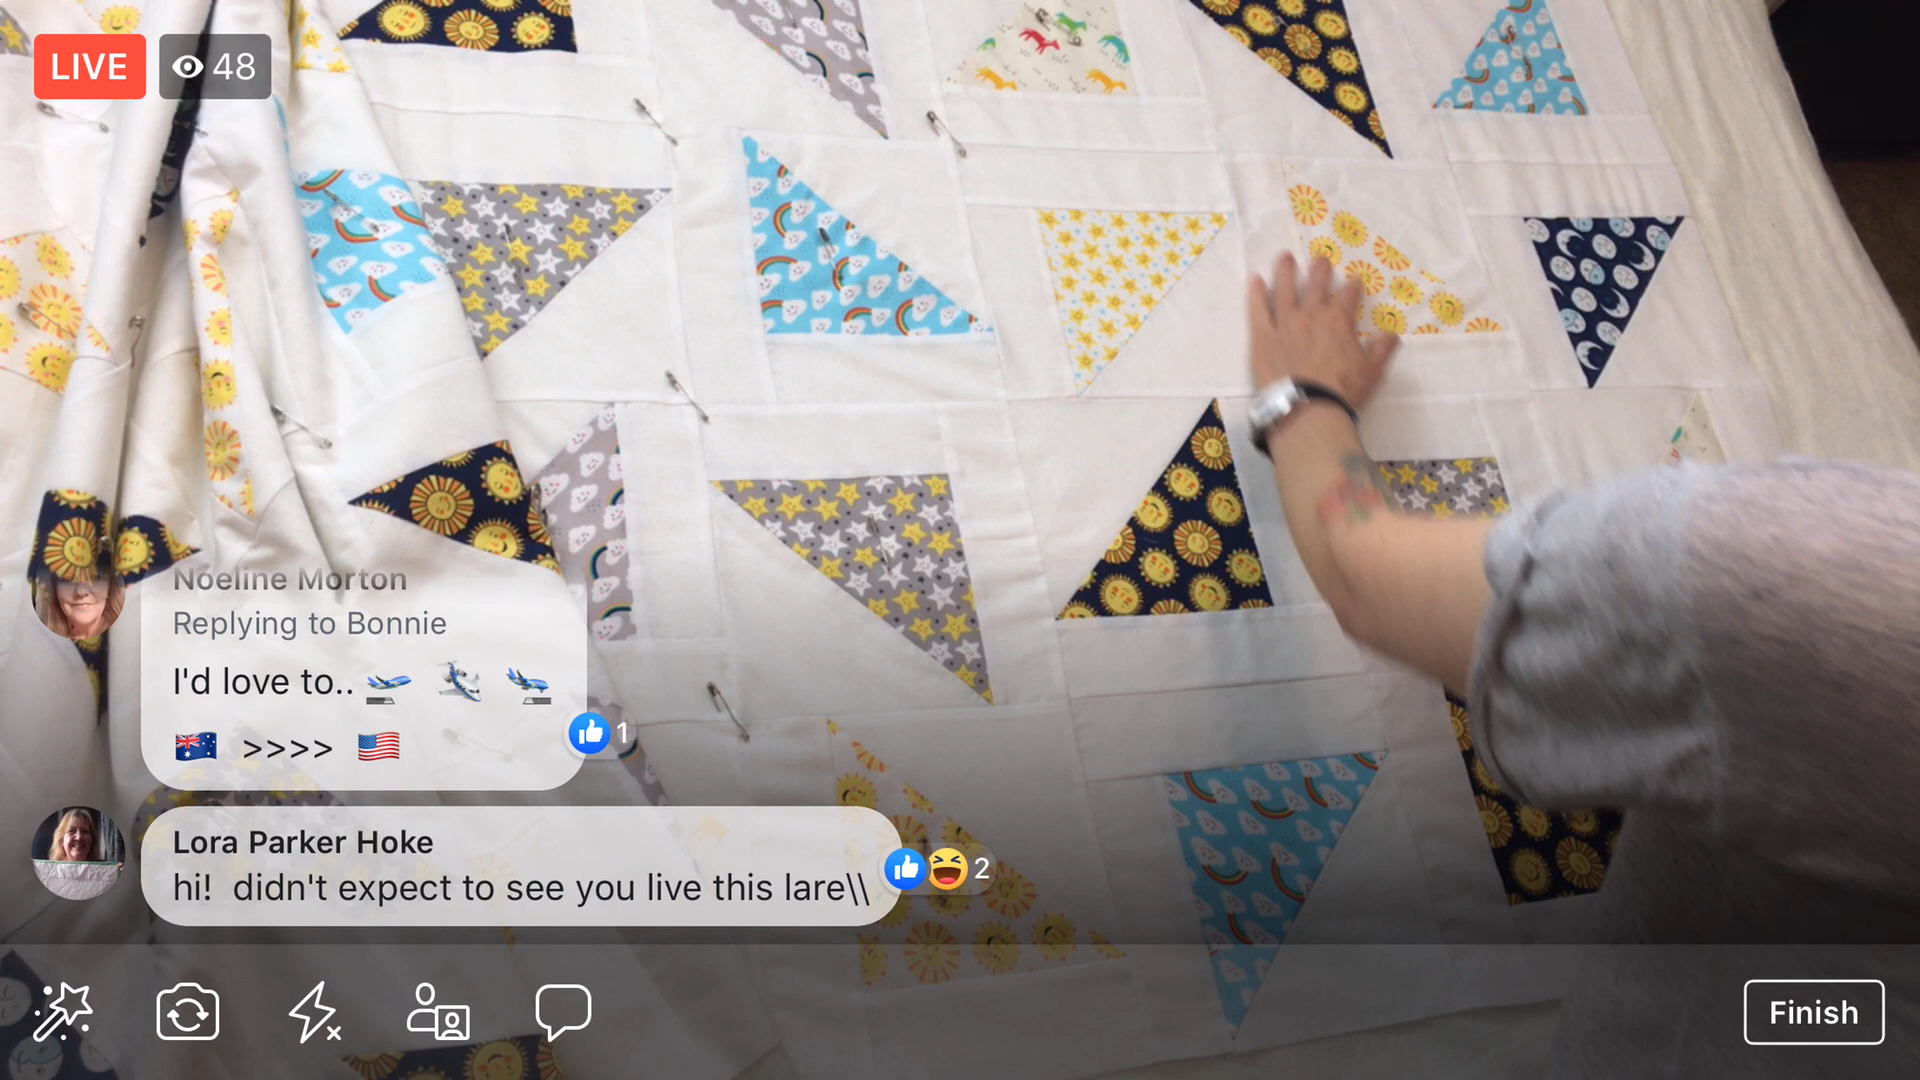 LIVE 48
Noeline Morton
Replying to Bonnie
I'd love to.. 🛫 🛩 🛬
🇦🇺 >>>> 🇺🇸
1
Lora Parker Hoke
hi!  didn't expect to see you live this lare\\
2
Finish